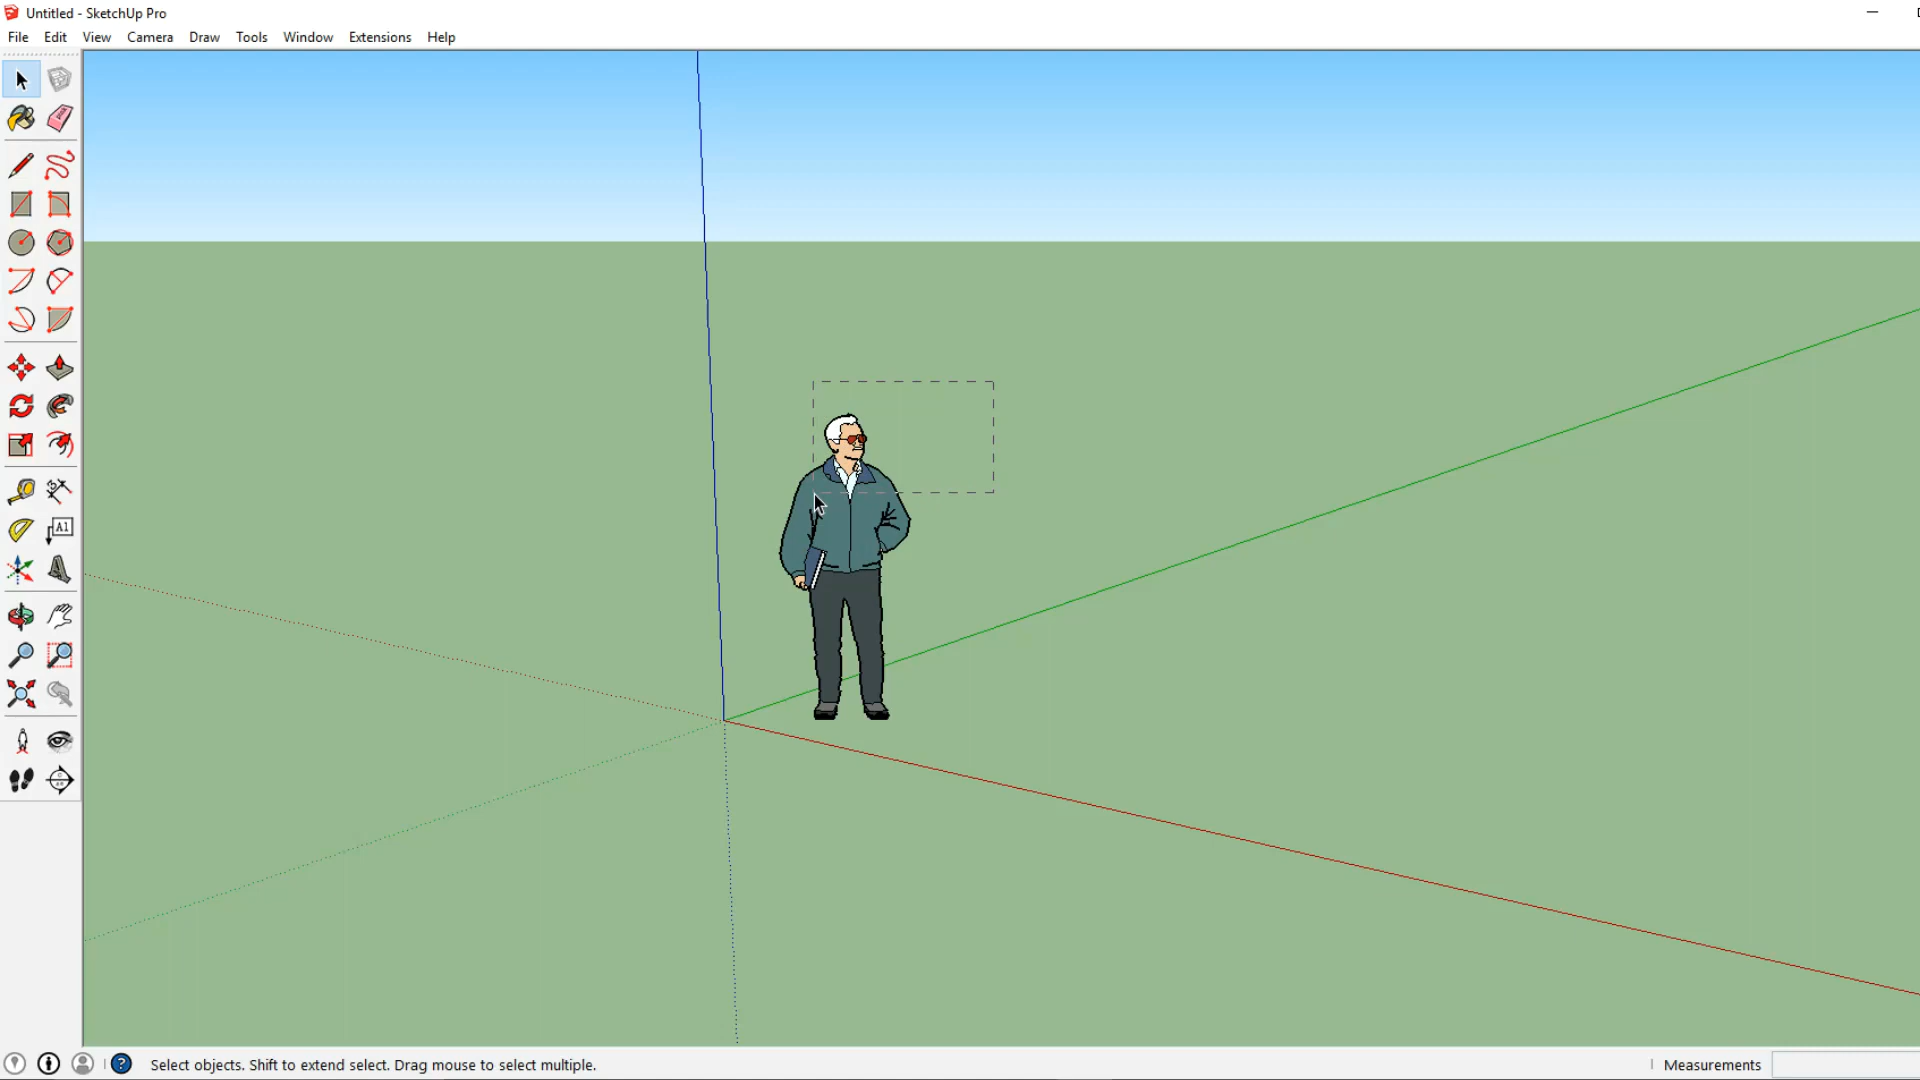 Untitled - SketchUp Pro
File Edit View Camera Draw Tools Window Extensions Help
A1
Select objects. Shift to extend select. Drag mouse to select multiple.
Measurements